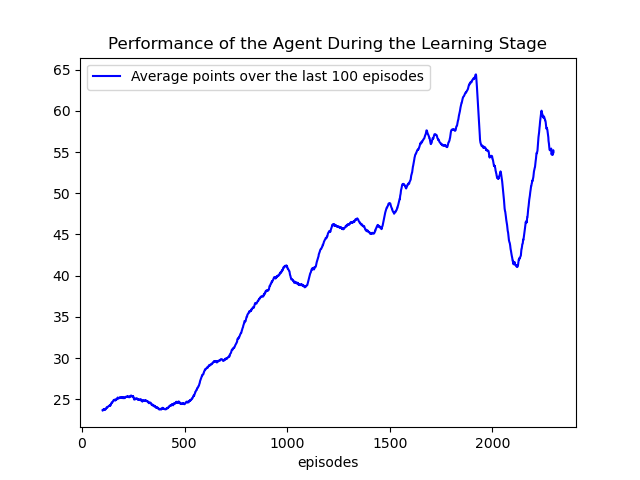 Performance of the Agent During the Learning Stage
Average points over the last 100 episodes
65
60
55
50
45
40
35
30
25
0 500 1000 1500 2000
episodes